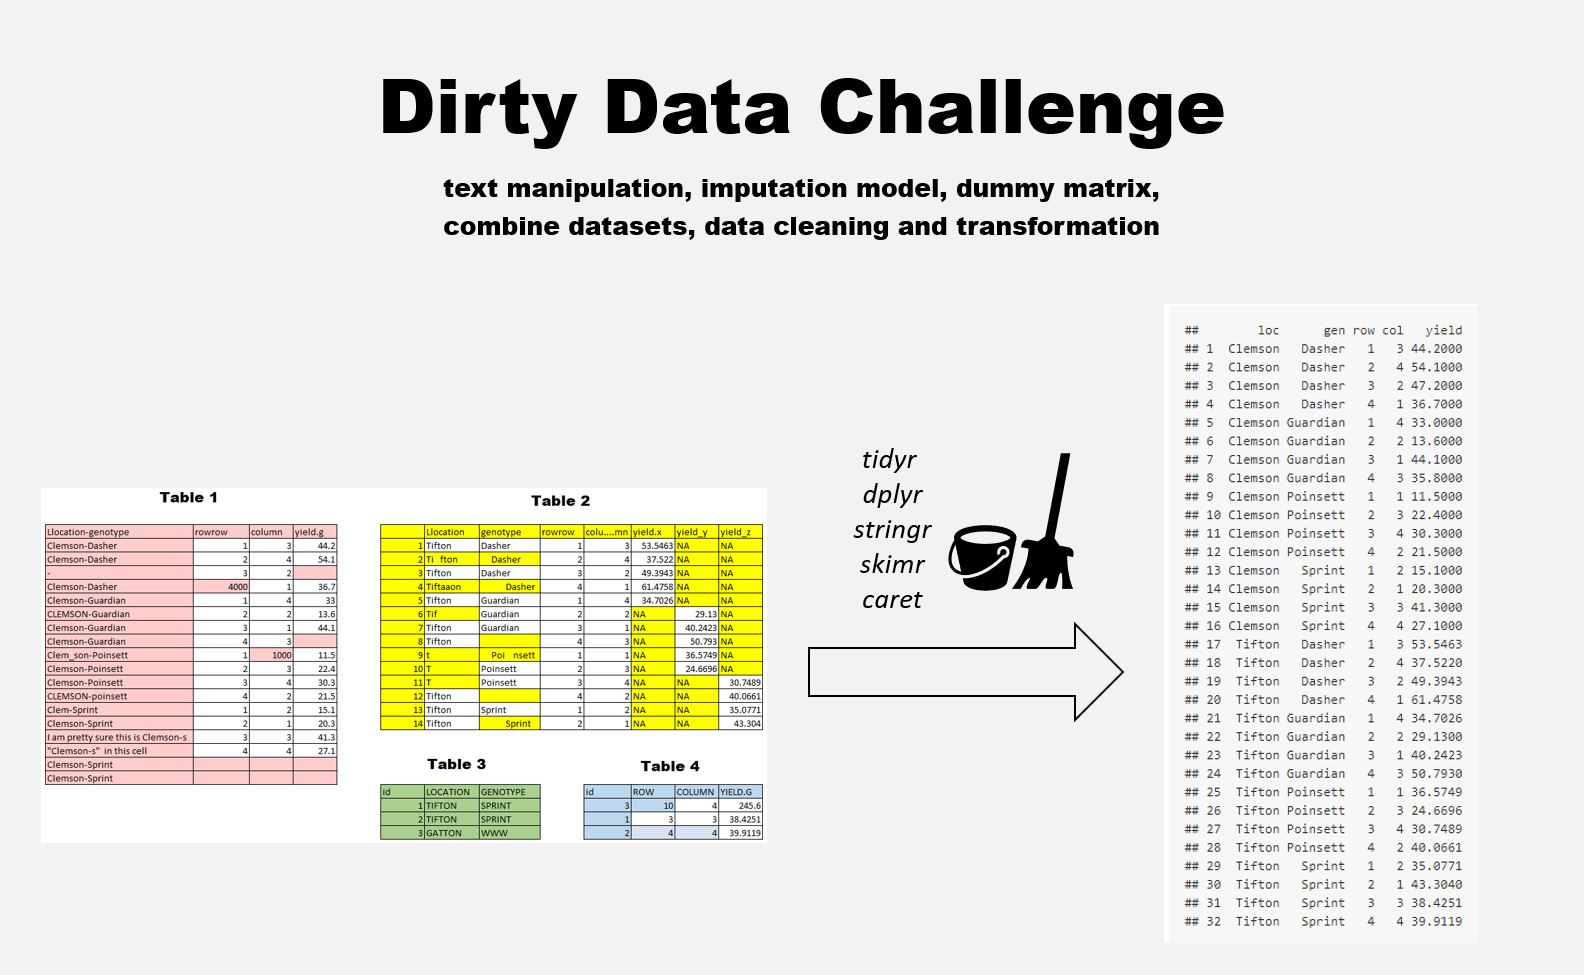 Dirty Data Challenge
text manipulation, imputation model, dummy matrix,
combine datasets, data cleaning and transformation
Table 1
Llocation-genotype rowrow column yield.g
Clemson-Dasher 1 3 44.2
Clemson-Dasher 2 4 54.1
- 3 2
Clemson-Dasher 4000 1 36.7
Clemson-Guardian 1 4 33
CLEMSON-Guardian 2 2 13.6
Clemson-Guardian 3 1 44.1
Clemson-Guardian 4 3
Clem_son-Poinsett 1 1000 11.5
Clemson-Poinsett 2 3 22.4
Clemson-Poinsett 3 4 30.3
CLEMSON-poinsett 4 2 21.5
Clem-Sprint 1 2 15.1
Clemson-Sprint 2 1 20.3
I am pretty sure this is Clemson-s 3 3 41.3
"Clemson-s" in this cell 4 4 27.1
Clemson-Sprint
Clemson-Sprint
Table 2
Llocation genotype rowrow colu....mn yield.x yield_y yield_z
1 Tifton Dasher 1 3 53.5463 NA NA
2 Ti fton Dasher 2 4 37.522 NA NA
3 Tifton Dasher 3 2 49.3943 NA NA
4 Tiftaaon Dasher 4 1 61.4758 NA NA
5 Tifton Guardian 1 4 34.7026 NA NA
6 Tif Guardian 2 2 NA 29.13 NA
7 Tifton Guardian 3 1 NA 40.2423 NA
8 Tifton 4 3 NA 50.793 NA
9 t Poi nsett 1 1 NA 36.5749 NA
10 T Poinsett 2 3 NA 24.6696 NA
11 T Poinsett 3 4 NA NA 30.7489
12 Tifton 4 2 NA NA 40.0661
13 Tifton Sprint 1 2 NA NA 35.0771
14 Tifton Sprint 2 1 NA NA 43.304
Table 3
id LOCATION GENOTYPE
1 TIFTON SPRINT
2 TIFTON SPRINT
3 GATTON WWW
Table 4
id ROW COLUMN YIELD.G
3 10 4 245.6
1 3 3 38.4251
2 4 4 39.9119
tidyr
dplyr
stringr
skimr
caret
## loc gen row col yield
## 1 Clemson Dasher 1 3 44.2000
## 2 Clemson Dasher 2 4 54.1000
## 3 Clemson Dasher 3 2 47.2000
## 4 Clemson Dasher 4 1 36.7000
## 5 Clemson Guardian 1 4 33.0000
## 6 Clemson Guardian 2 2 13.6000
## 7 Clemson Guardian 3 1 44.1000
## 8 Clemson Guardian 4 3 35.8000
## 9 Clemson Poinsett 1 1 11.5000
## 10 Clemson Poinsett 2 3 22.4000
## 11 Clemson Poinsett 3 4 30.3000
## 12 Clemson Poinsett 4 2 21.5000
## 13 Clemson Sprint 1 2 15.1000
## 14 Clemson Sprint 2 1 20.3000
## 15 Clemson Sprint 3 3 41.3000
## 16 Clemson Sprint 4 4 27.1000
## 17 Tifton Dasher 1 3 53.5463
## 18 Tifton Dasher 2 4 37.5220
## 19 Tifton Dasher 3 2 49.3943
## 20 Tifton Dasher 4 1 61.4758
## 21 Tifton Guardian 1 4 34.7026
## 22 Tifton Guardian 2 2 29.1300
## 23 Tifton Guardian 3 1 40.2423
## 24 Tifton Guardian 4 3 50.7930
## 25 Tifton Poinsett 1 1 36.5749
## 26 Tifton Poinsett 2 3 24.6696
## 27 Tifton Poinsett 3 4 30.7489
## 28 Tifton Poinsett 4 2 40.0661
## 29 Tifton Sprint 1 2 35.0771
## 30 Tifton Sprint 2 1 43.3040
## 31 Tifton Sprint 3 3 38.4251
## 32 Tifton Sprint 4 4 39.9119